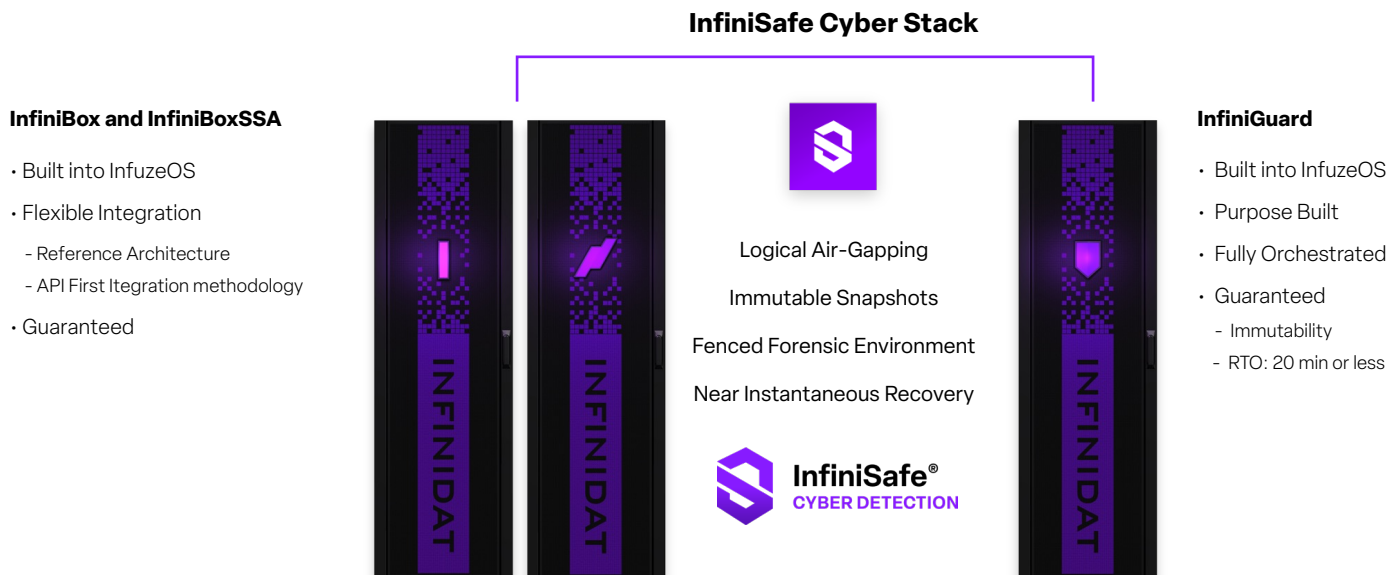 InfiniSafe Cyber Stack
InfiniBox and InfiniBoxSSA
• Built into InfuzeOS
• Flexible Integration
- Reference Architecture
- API First Itegration methodology
• Guaranteed
INFINIDAT
INFINIDAT
Logical Air-Gapping
Immutable Snapshots
Fenced Forensic Environment
Near Instantaneous Recovery
InfiniSafe®
CYBER DETECTION
INFINIDAT
InfiniGuard
• Built into InfuzeOS
• Purpose Built
• Fully Orchestrated
• Guaranteed
- Immutability
- RTO: 20 min or less